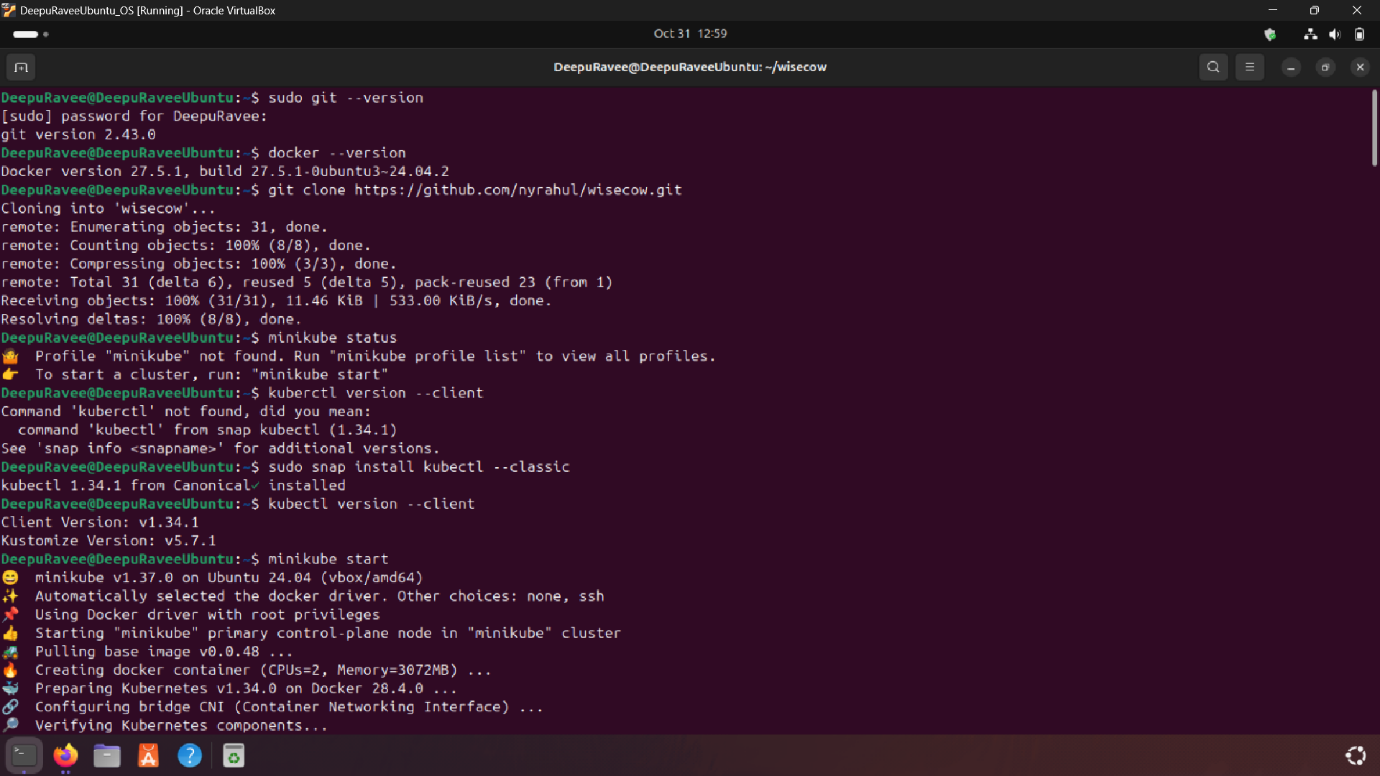 DeepuRaveeUbuntu_OS [Running] - Oracle VirtualBox
Oct 31 12:59
DeepuRavee@DeepuRaveeUbuntu: ~/wisecow
DeepuRavee@DeepuRaveeUbuntu:~$ sudo git --version
[sudo] password for DeepuRavee:
git version 2.43.0
DeepuRavee@DeepuRaveeUbuntu:~$ docker --version
Docker version 27.5.1, build 27.5.1-0ubuntu3~24.04.2
DeepuRavee@DeepuRaveeUbuntu:~$ git clone https://github.com/nyrahul/wisecow.git
Cloning into 'wisecow'...
remote: Enumerating objects: 31, done.
remote: Counting objects: 100% (8/8), done.
remote: Compressing objects: 100% (3/3), done.
remote: Total 31 (delta 6), reused 5 (delta 5), pack-reused 23 (from 1)
Receiving objects: 100% (31/31), 11.46 KiB | 533.00 KiB/s, done.
Resolving deltas: 100% (8/8), done.
DeepuRavee@DeepuRaveeUbuntu:~$ minikube status
🤷 Profile "minikube" not found. Run "minikube profile list" to view all profiles.
👉 To start a cluster, run: "minikube start"
DeepuRavee@DeepuRaveeUbuntu:~$ kuberctl version --client
Command 'kuberctl' not found, did you mean:
  command 'kubectl' from snap kubectl (1.34.1)
See 'snap info <snapname>' for additional versions.
DeepuRavee@DeepuRaveeUbuntu:~$ sudo snap install kubectl --classic
kubectl 1.34.1 from Canonical✓ installed
DeepuRavee@DeepuRaveeUbuntu:~$ kubectl version --client
Client Version: v1.34.1
Kustomize Version: v5.7.1
DeepuRavee@DeepuRaveeUbuntu:~$ minikube start
😄 minikube v1.37.0 on Ubuntu 24.04 (vbox/amd64)
✨ Automatically selected the docker driver. Other choices: none, ssh
📌 Using Docker driver with root privileges
👍 Starting "minikube" primary control-plane node in "minikube" cluster
🚜 Pulling base image v0.0.48 ...
🔥 Creating docker container (CPUs=2, Memory=3072MB) ...
🐳 Preparing Kubernetes v1.34.0 on Docker 28.4.0 ...
🔗 Configuring bridge CNI (Container Networking Interface) ...
🔎 Verifying Kubernetes components...